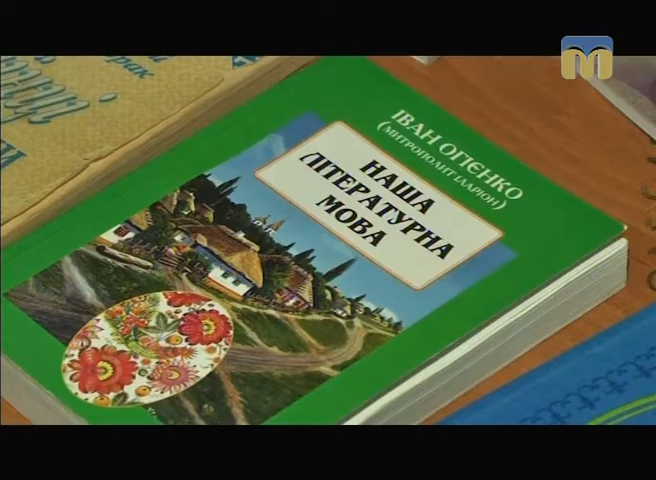 ІВАН ОГІЄНКО
(МИТРОПОЛИТ ІЛАРІОН)
НАША
ЛІТЕРАТУРНА
МОВА